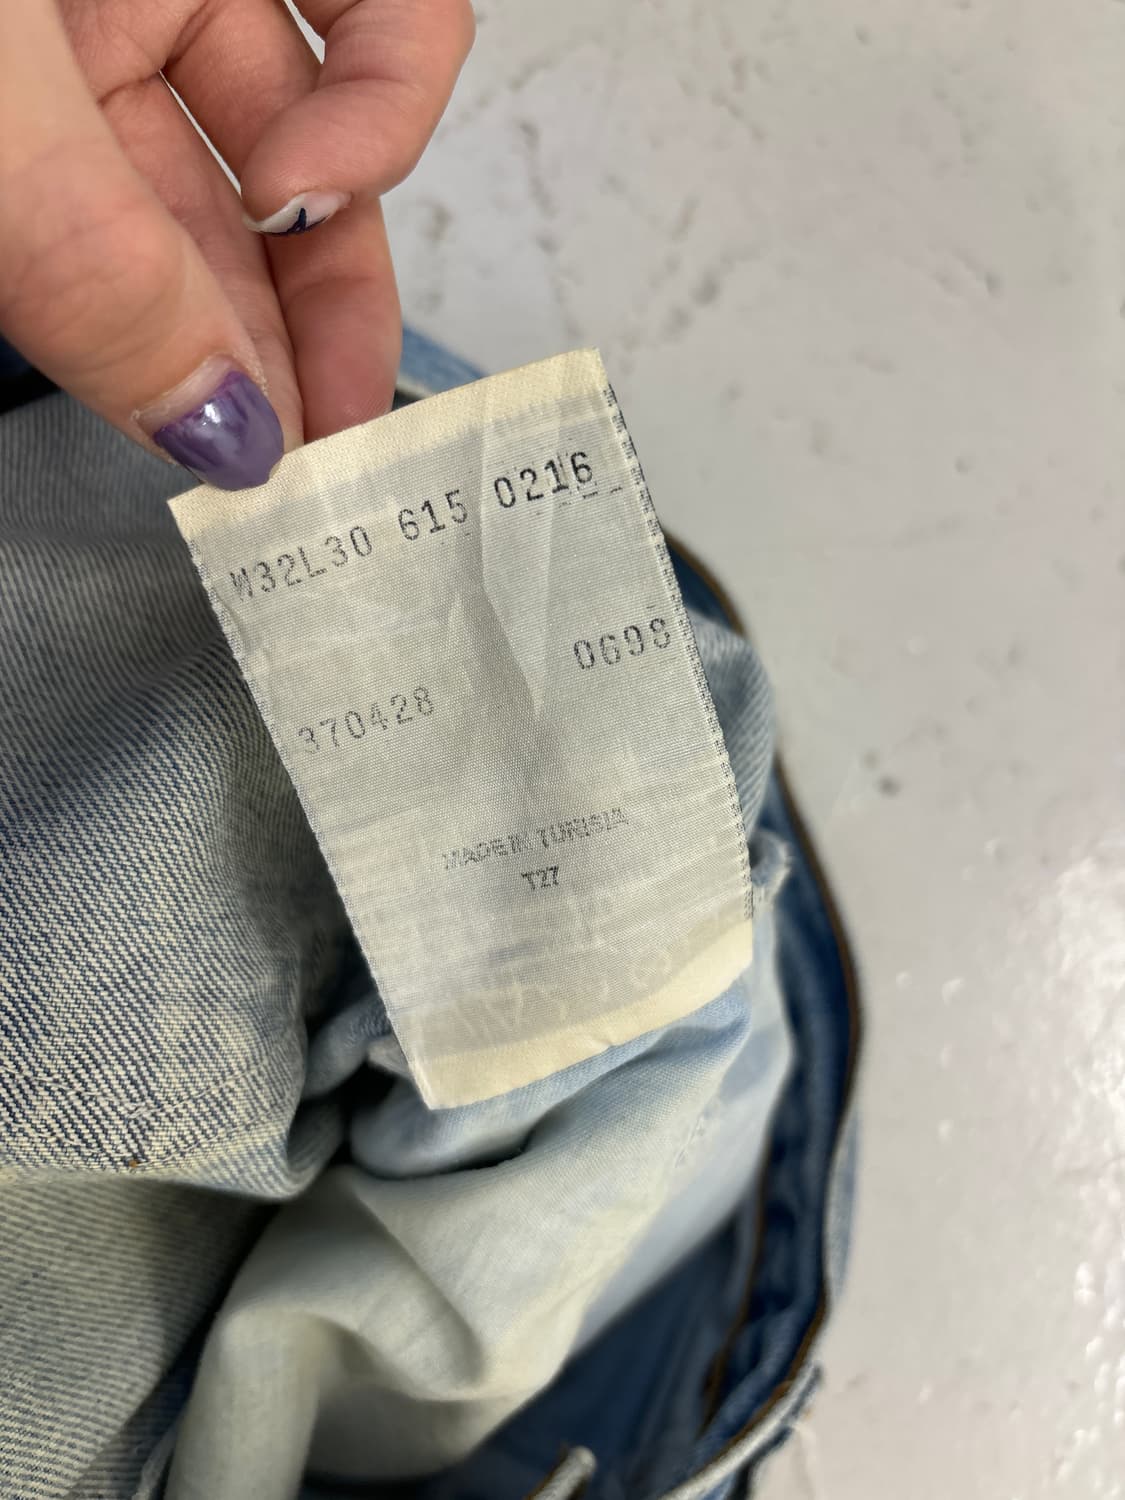 W32L30 615 0216
0698
370428
MADE IN TUNISIA
T27